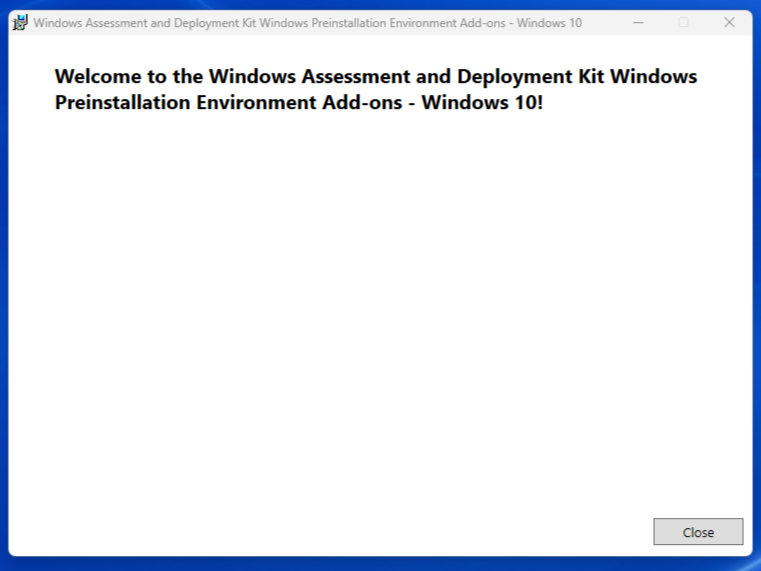 Windows Assessment and Deployment Kit Windows Preinstallation Environment Add-ons - Windows 10
Welcome to the Windows Assessment and Deployment Kit Windows
Preinstallation Environment Add-ons - Windows 10!
Close